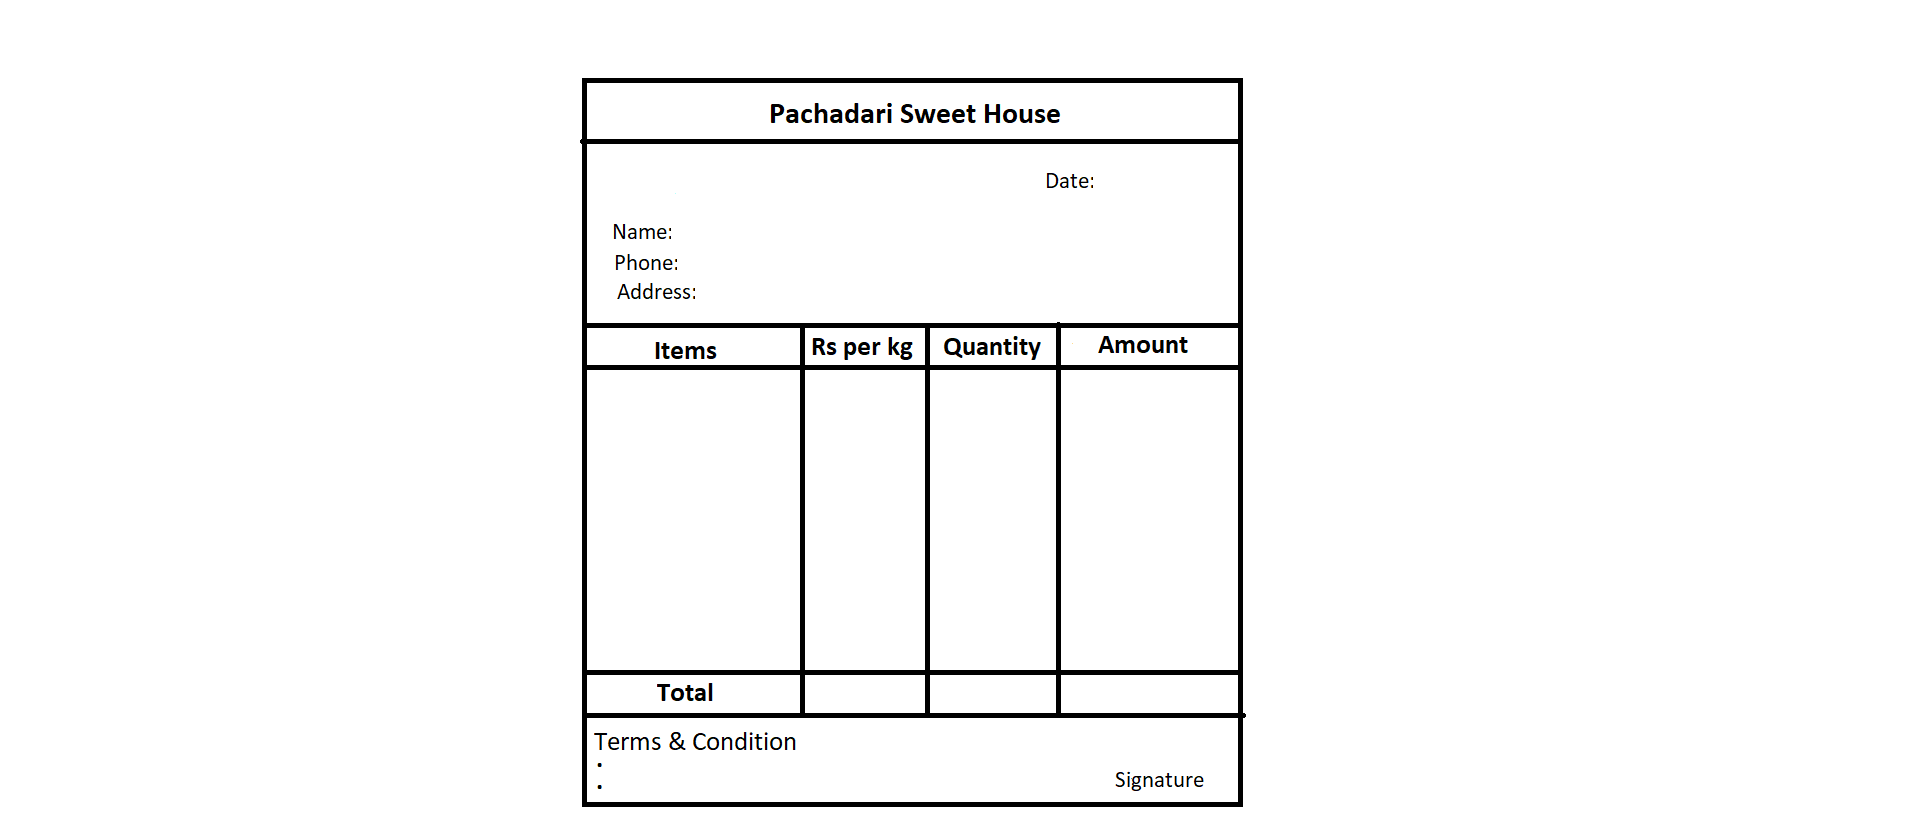 Pachadari Sweet House
Date:
Name:
Phone:
Address:
Items Rs per kg Quantity Amount
Total
Terms & Condition
•
• Signature